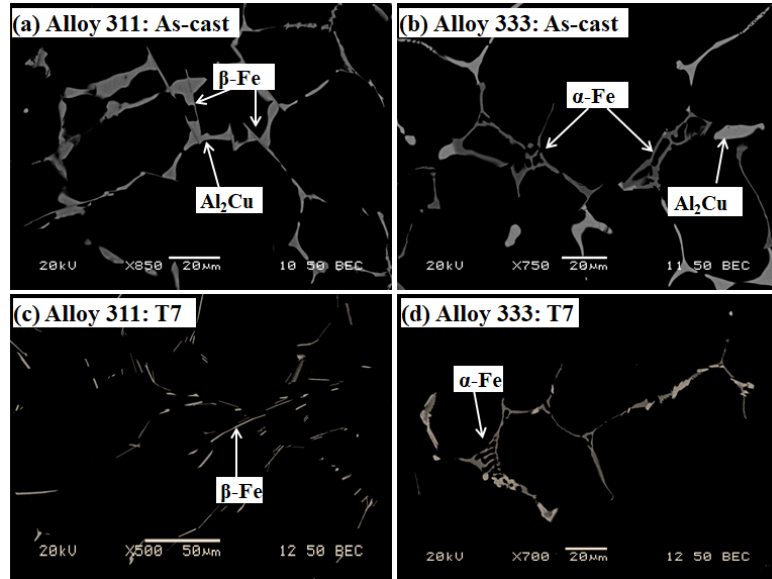 (a) Alloy 311: As-cast
β-Fe
Al₂Cu
20kV X850 20μm 10 50 BEC
(b) Alloy 333: As-cast
α-Fe
Al₂Cu
20kV X750 20μm 11 50 BEC
(c) Alloy 311: T7
β-Fe
20kV X500 50μm 12 50 BEC
(d) Alloy 333: T7
α-Fe
20kV X700 20μm 12 50 BEC